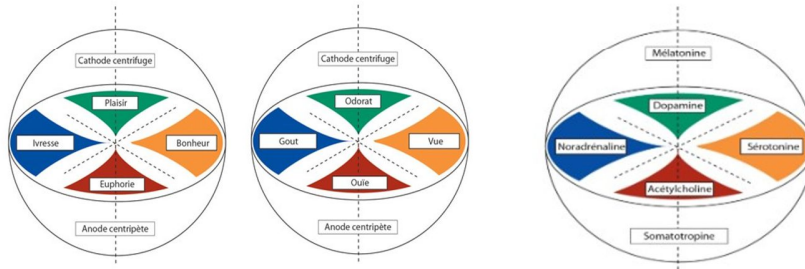 Cathode centrifuge
Plaisir
Ivresse
Bonheur
Euphorie
Anode centripète
Cathode centrifuge
Odorat
Gout
Vue
Ouïe
Anode centripète
Mélatonine
Dopamine
Noradrénaline
Sérotonine
Acétylcholine
Somatotropine